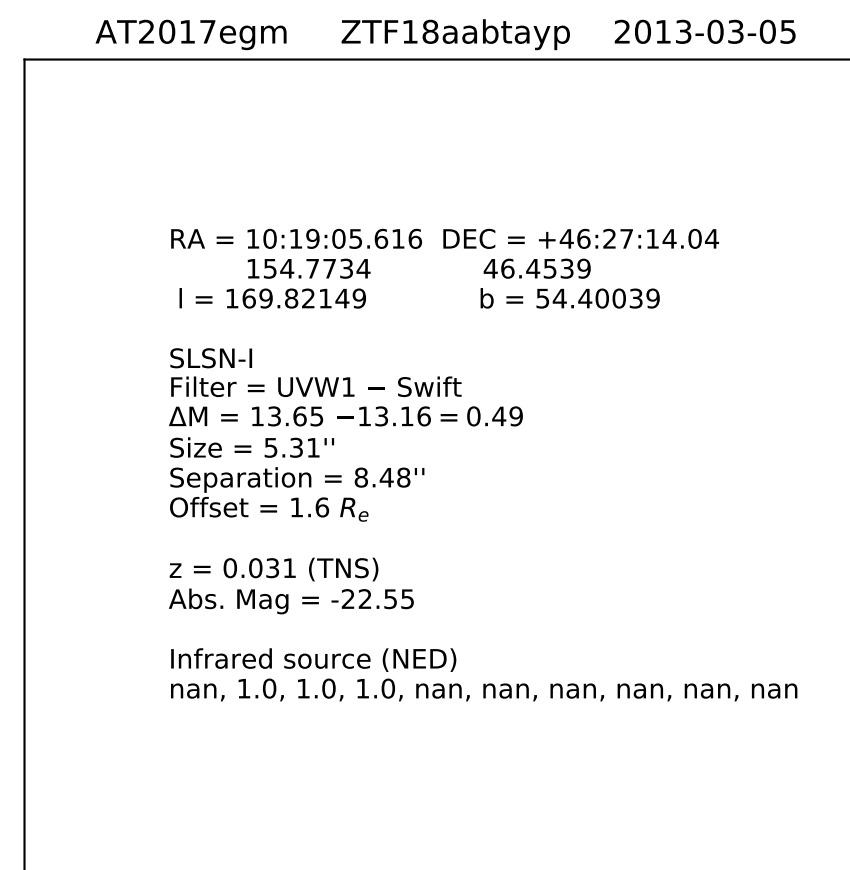 AT2017egm ZTF18aabtayp 2013-03-05
RA = 10:19:05.616 DEC = +46:27:14.04
154.7734 46.4539
l = 169.82149 b = 54.40039
SLSN-I
Filter = UVW1 − Swift
ΔM = 13.65 −13.16 = 0.49
Size = 5.31''
Separation = 8.48''
Offset = 1.6 Rₑ
z = 0.031 (TNS)
Abs. Mag = -22.55
Infrared source (NED)
nan, 1.0, 1.0, 1.0, nan, nan, nan, nan, nan, nan